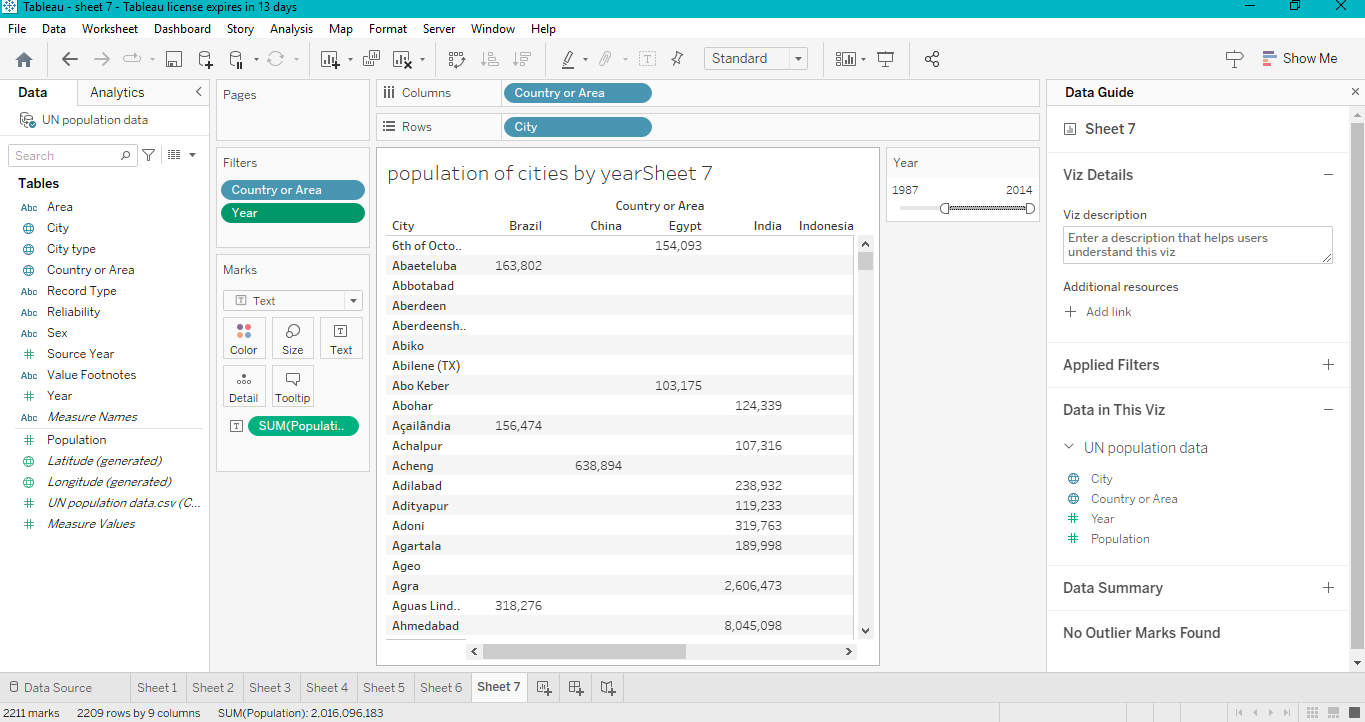 Tableau - sheet 7 - Tableau license expires in 13 days
File Data Worksheet Dashboard Story Analysis Map Format Server Window Help
Standard
Show Me
Data Analytics
UN population data
Search
Tables
Abc Area
City
City type
Country or Area
Abc Record Type
Abc Reliability
Abc Sex
Source Year
Abc Value Footnotes
Year
Abc Measure Names
Population
Latitude (generated)
Longitude (generated)
UN population data.csv (C...
Measure Values
Pages
Filters
Country or Area
Year
Marks
Text
Color Size Text
Detail Tooltip
SUM(Populati..
Columns Country or Area
Rows City
population of cities by yearSheet 7
Country or Area
City Brazil China Egypt India Indonesia
6th of Octo.. 154,093
Abaeteluba 163,802
Abbotabad
Aberdeen
Aberdeensh..
Abiko
Abilene (TX)
Abo Keber 103,175
Abohar 124,339
Açailândia 156,474
Achalpur 107,316
Acheng 638,894
Adilabad 238,932
Adityapur 119,233
Adoni 319,763
Agartala 189,998
Ageo
Agra 2,606,473
Aguas Lind.. 318,276
Ahmedabad 8,045,098
Year
1987 2014
Data Guide
Sheet 7
Viz Details
Viz description
Enter a description that helps users
understand this viz
Additional resources
Add link
Applied Filters
Data in This Viz
UN population data
City
Country or Area
Year
Population
Data Summary
No Outlier Marks Found
Data Source Sheet 1 Sheet 2 Sheet 3 Sheet 4 Sheet 5 Sheet 6 Sheet 7
2211 marks 2209 rows by 9 columns SUM(Population): 2,016,096,183